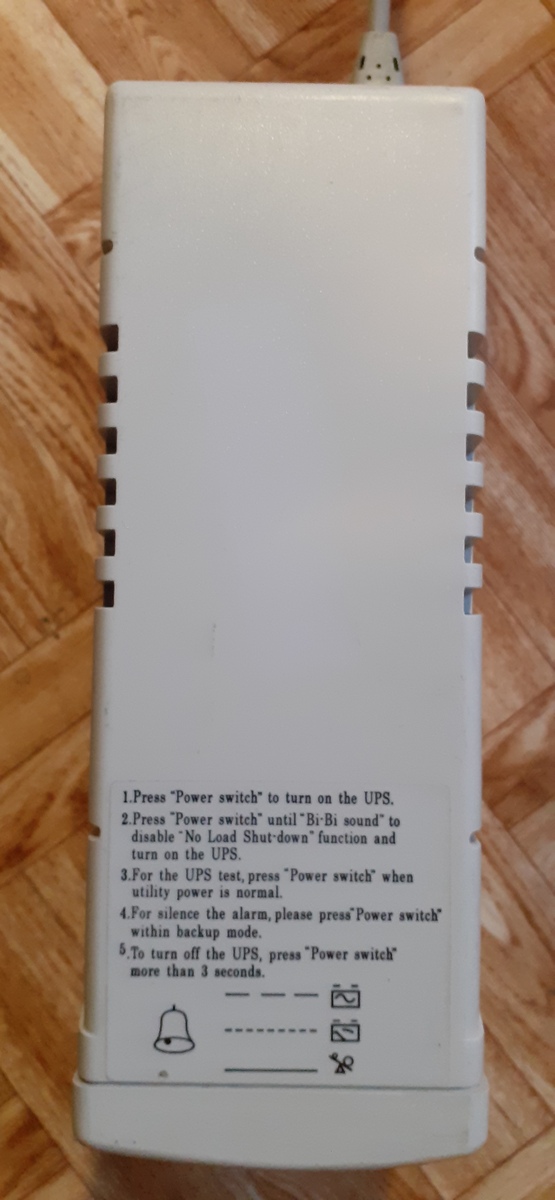 1.Press "Power switch" to turn on the UPS.
2.Press "Power switch" until "Bi-Bi sound" to
disable "No Load Shut-down" function and
turn on the UPS.
3.For the UPS test, press "Power switch" when
utility power is normal.
4.For silence the alarm, please press"Power switch"
within backup mode.
5.To turn off the UPS, press "Power switch"
more than 3 seconds.